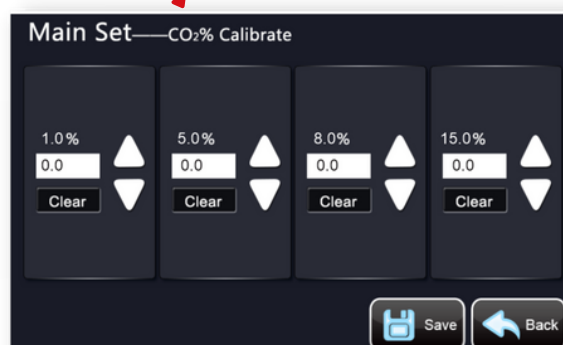 Main Set——CO₂% Calibrate
1.0% 5.0% 8.0% 15.0%
0.0 0.0 0.0 0.0
Clear Clear Clear Clear
Save Back